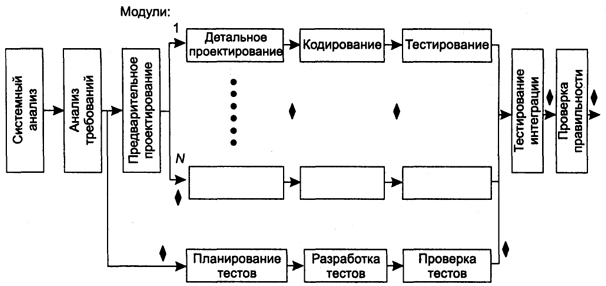 Модули:
1
Детальное
проектирование
Кодирование
Тестирование
Системный
анализ
Анализ
требований
Предварительное
проектирование
Тестирование
интеграции
Проверка
правильности
N
Планирование
тестов
Разработка
тестов
Проверка
тестов